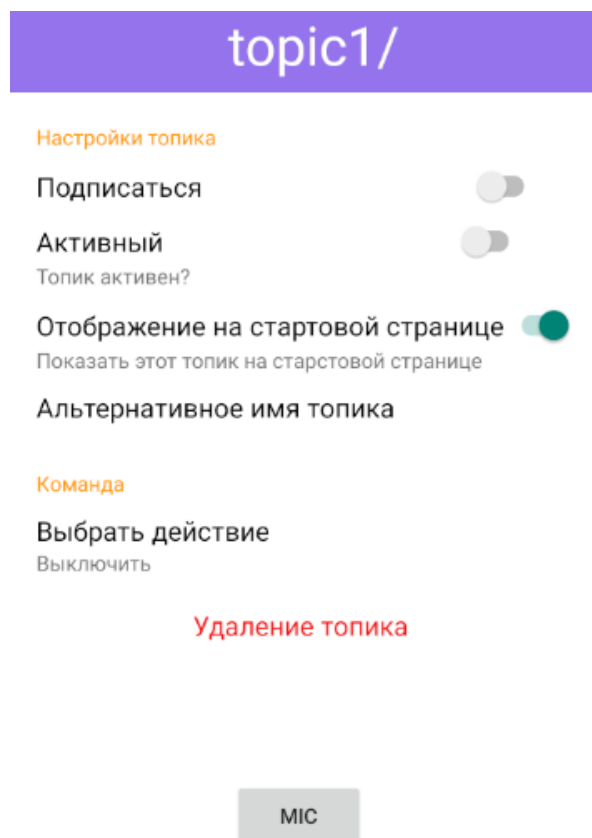 topic1/
Настройки топика
Подписаться
Активный
Топик активен?
Отображение на стартовой странице
Показать этот топик на старстовой странице
Альтернативное имя топика
Команда
Выбрать действие
Выключить
Удаление топика
MIC